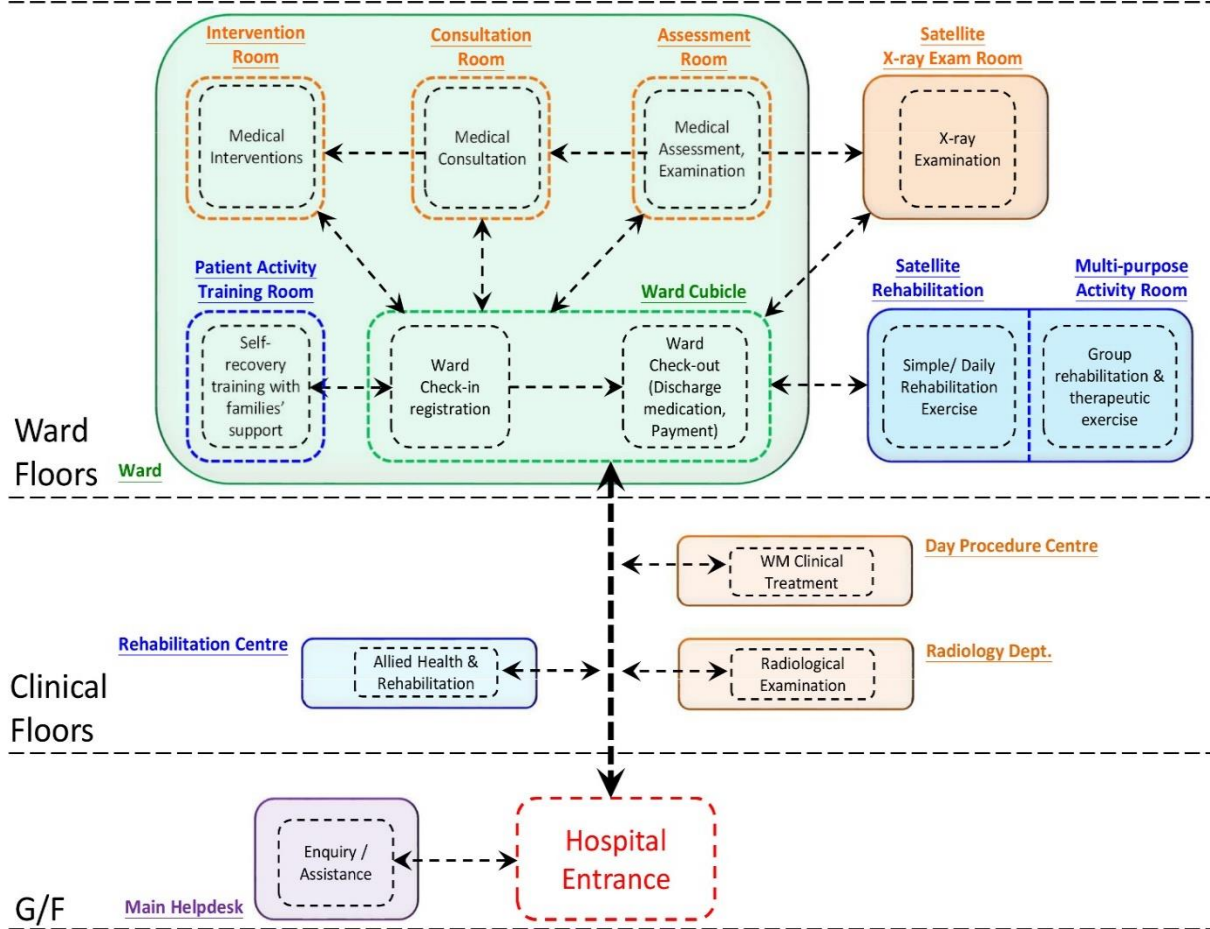 Intervention
Room
Consultation
Room
Assessment
Room
Satellite
X-ray Exam Room
Medical
Interventions
Medical
Consultation
Medical
Assessment,
Examination
X-ray
Examination
Patient Activity
Training Room
Ward Cubicle
Satellite
Rehabilitation
Multi-purpose
Activity Room
Self-
recovery
training with
families’
support
Ward
Check-in
registration
Ward
Check-out
(Discharge
medication,
Payment)
Simple/ Daily
Rehabilitation
Exercise
Group
rehabilitation &
therapeutic
exercise
Ward
Floors
Ward
Day Procedure Centre
WM Clinical
Treatment
Rehabilitation Centre
Allied Health &
Rehabilitation
Radiological
Examination
Radiology Dept.
Clinical
Floors
Enquiry /
Assistance
Hospital
Entrance
Main Helpdesk
G/F